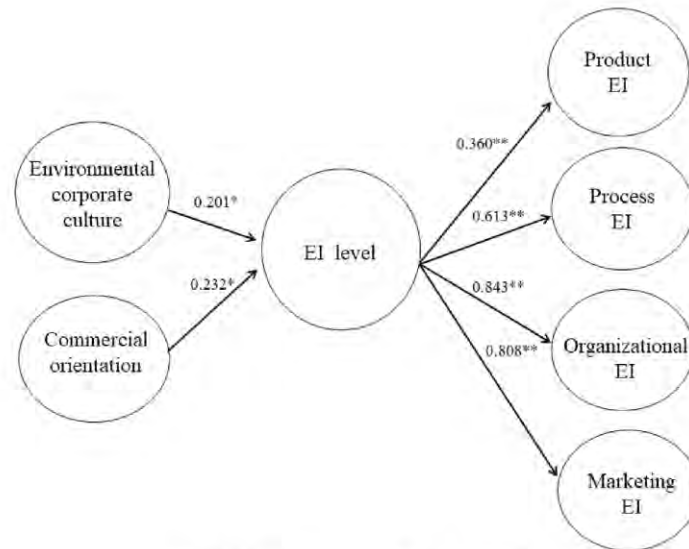 Product
EI
0.360**
Environmental
corporate
culture
0.201*
Process
EI
0.613**
EI level
0.232*
0.843**
Commercial
orientation
Organizational
EI
0.808**
Marketing
EI